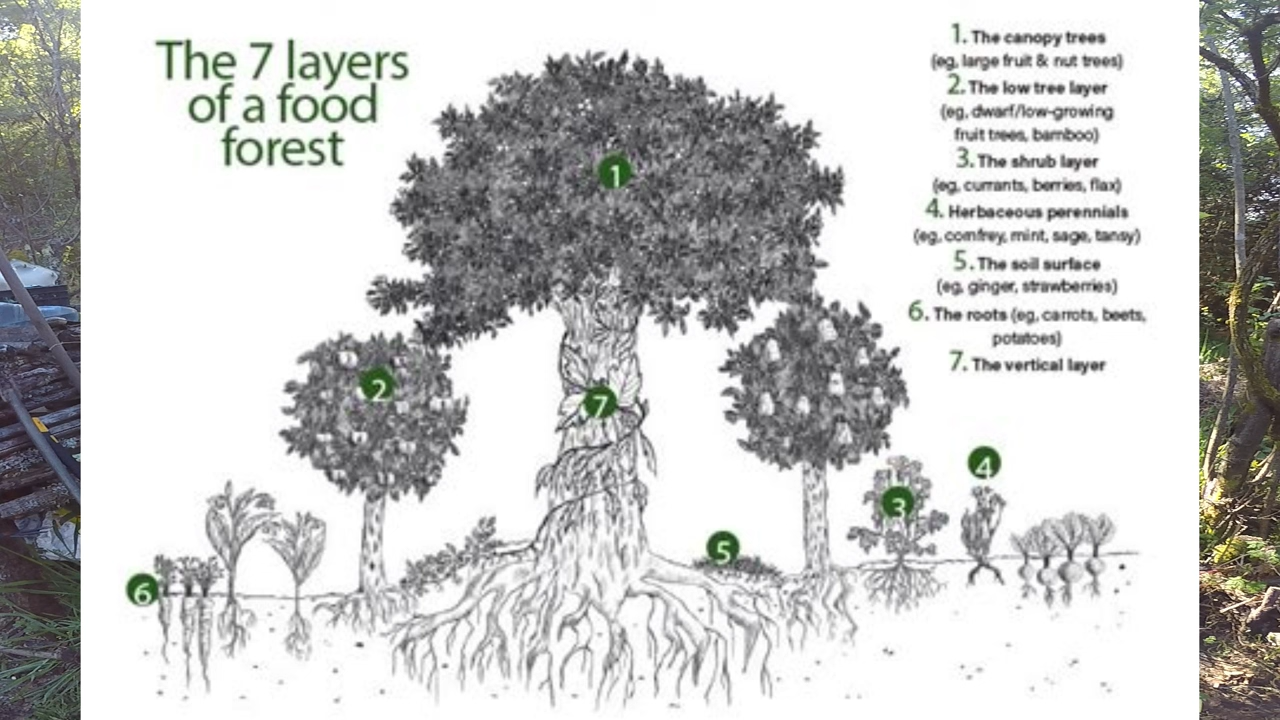 The 7 layers
of a food
forest
1. The canopy trees
(eg, large fruit & nut trees)
2. The low tree layer
(eg, dwarf/low-growing
fruit trees, bamboo)
3. The shrub layer
(eg, currants, berries, flax)
4. Herbaceous perennials
(eg, comfrey, mint, sage, tansy)
5. The soil surface
(eg, ginger, strawberries)
6. The roots (eg, carrots, beets,
potatoes)
7. The vertical layer
1
2
7
4
3
5
6